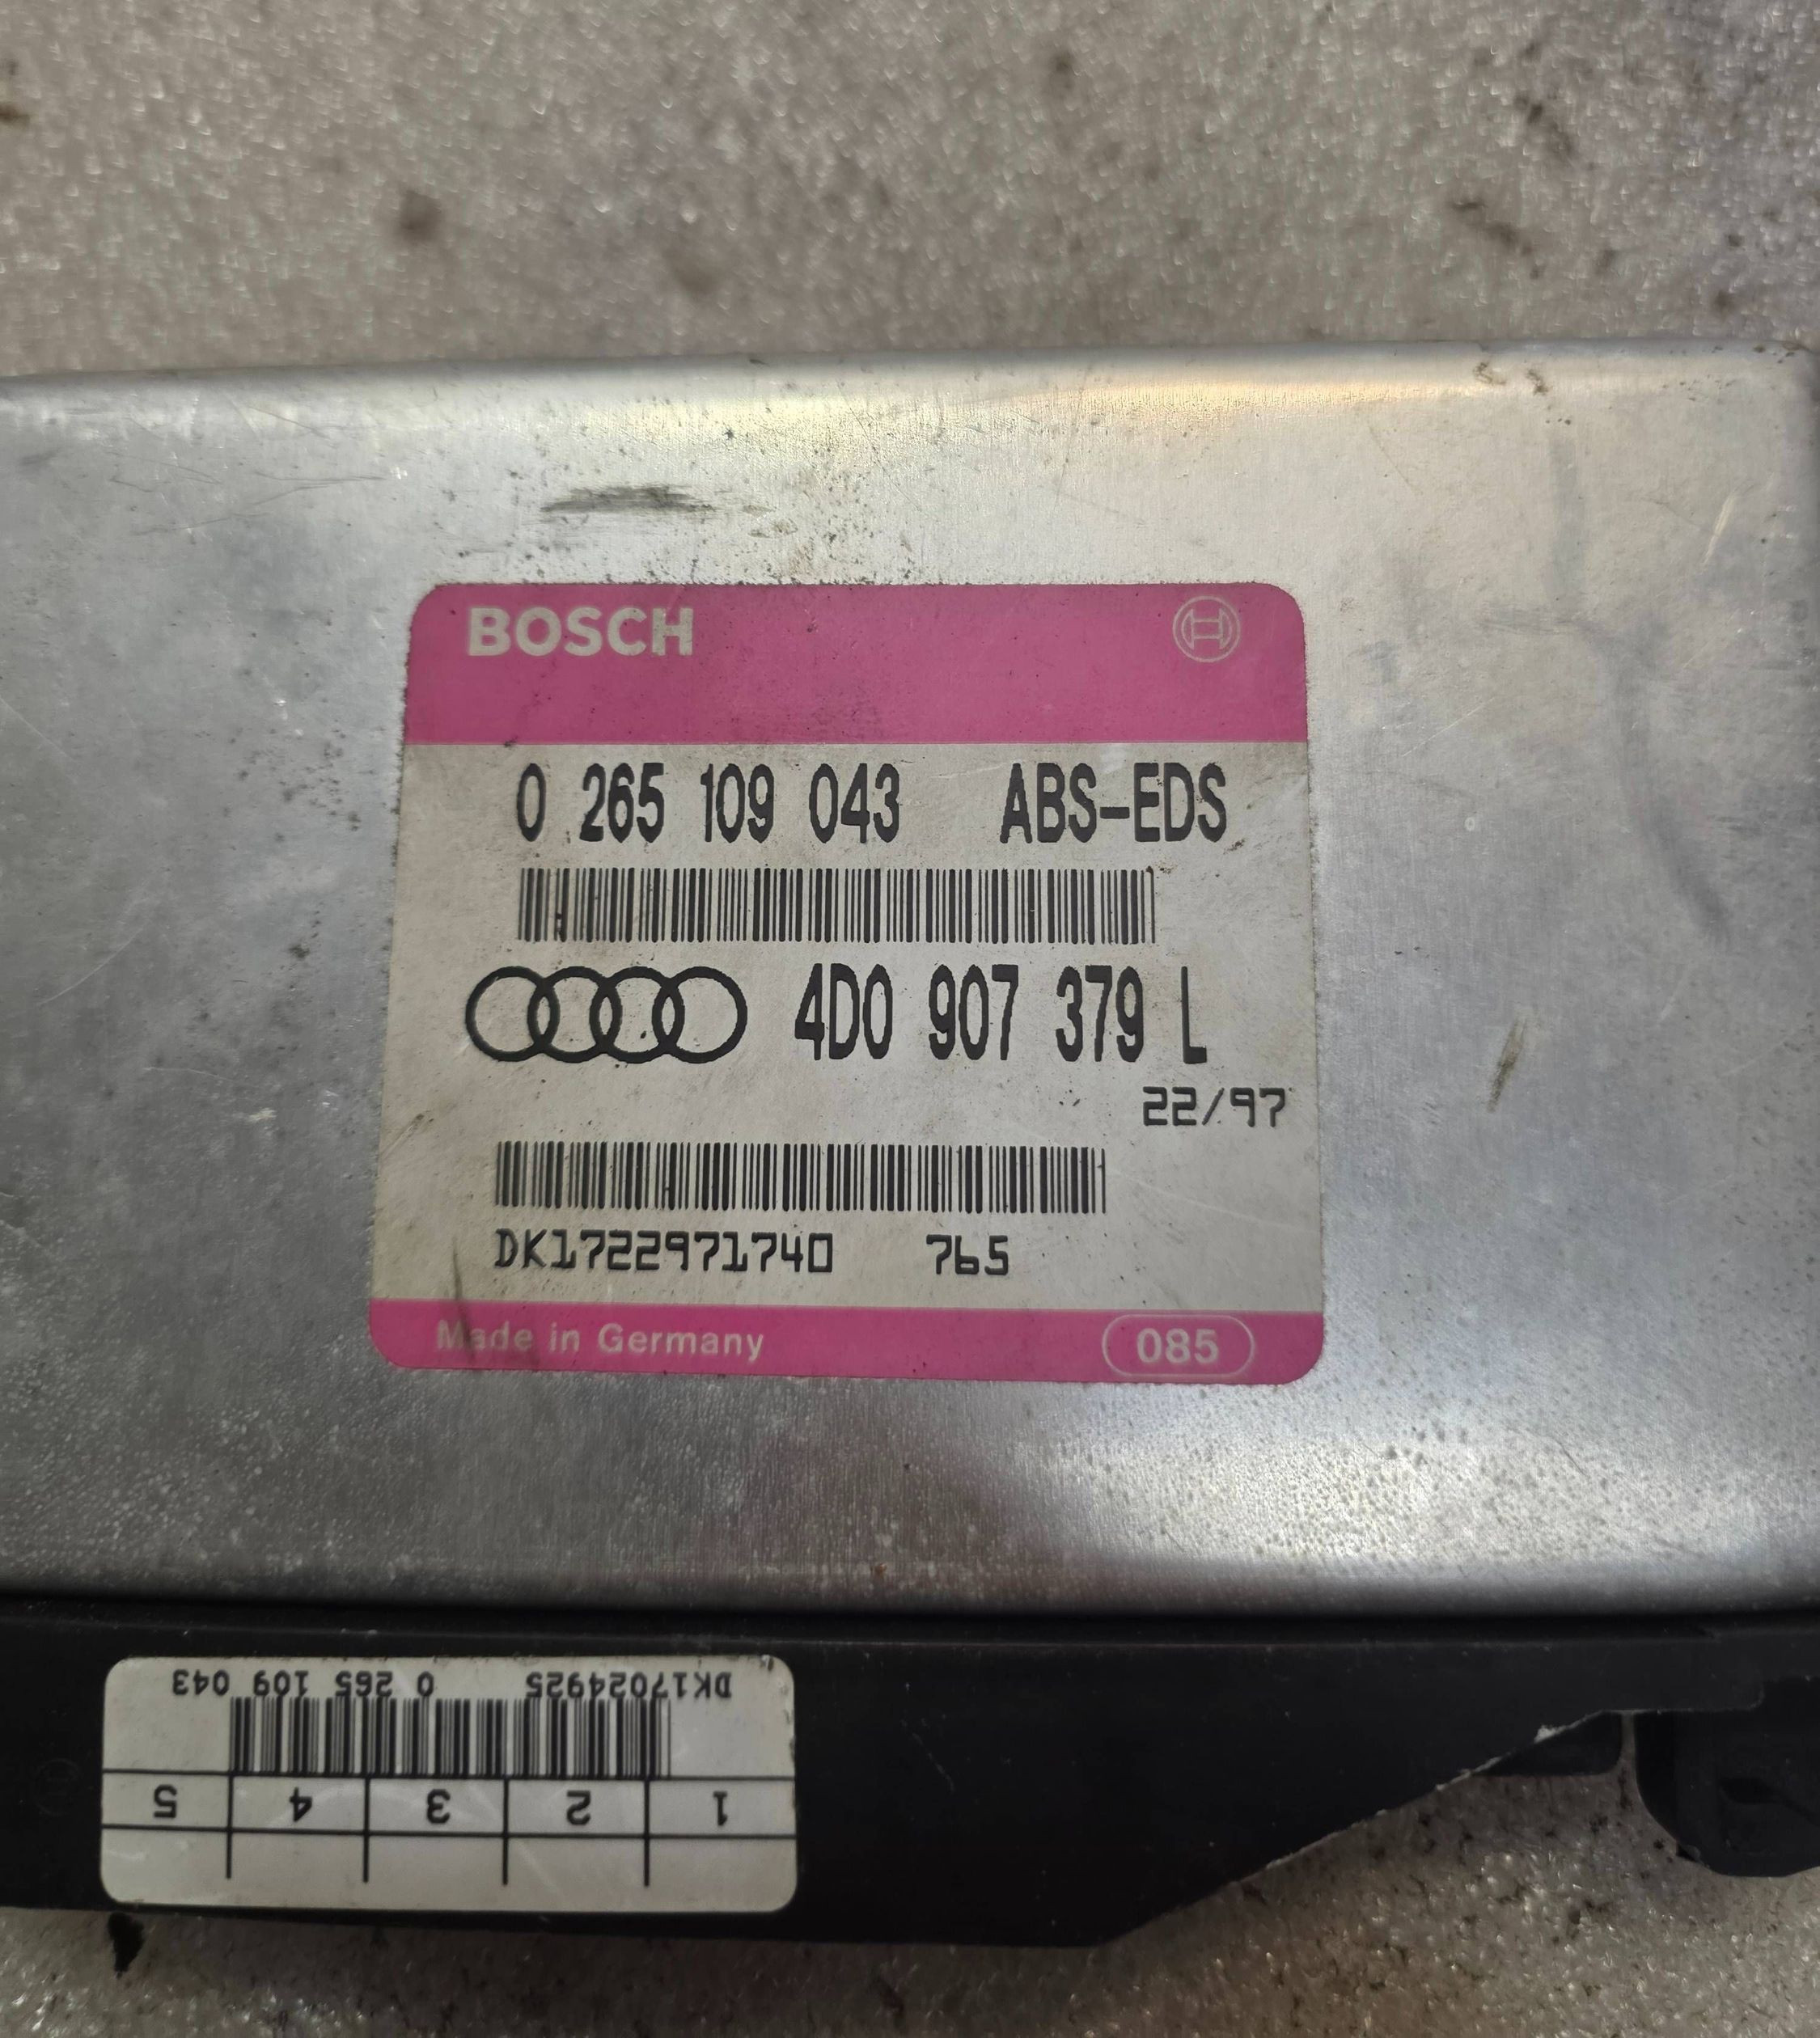 BOSCH
0 265 109 043 ABS-EDS
4D0 907 379 L
22/97
DK1722971740 765
Made in Germany 085
DK17024925 0 265 109 043
1 2 3 4 5